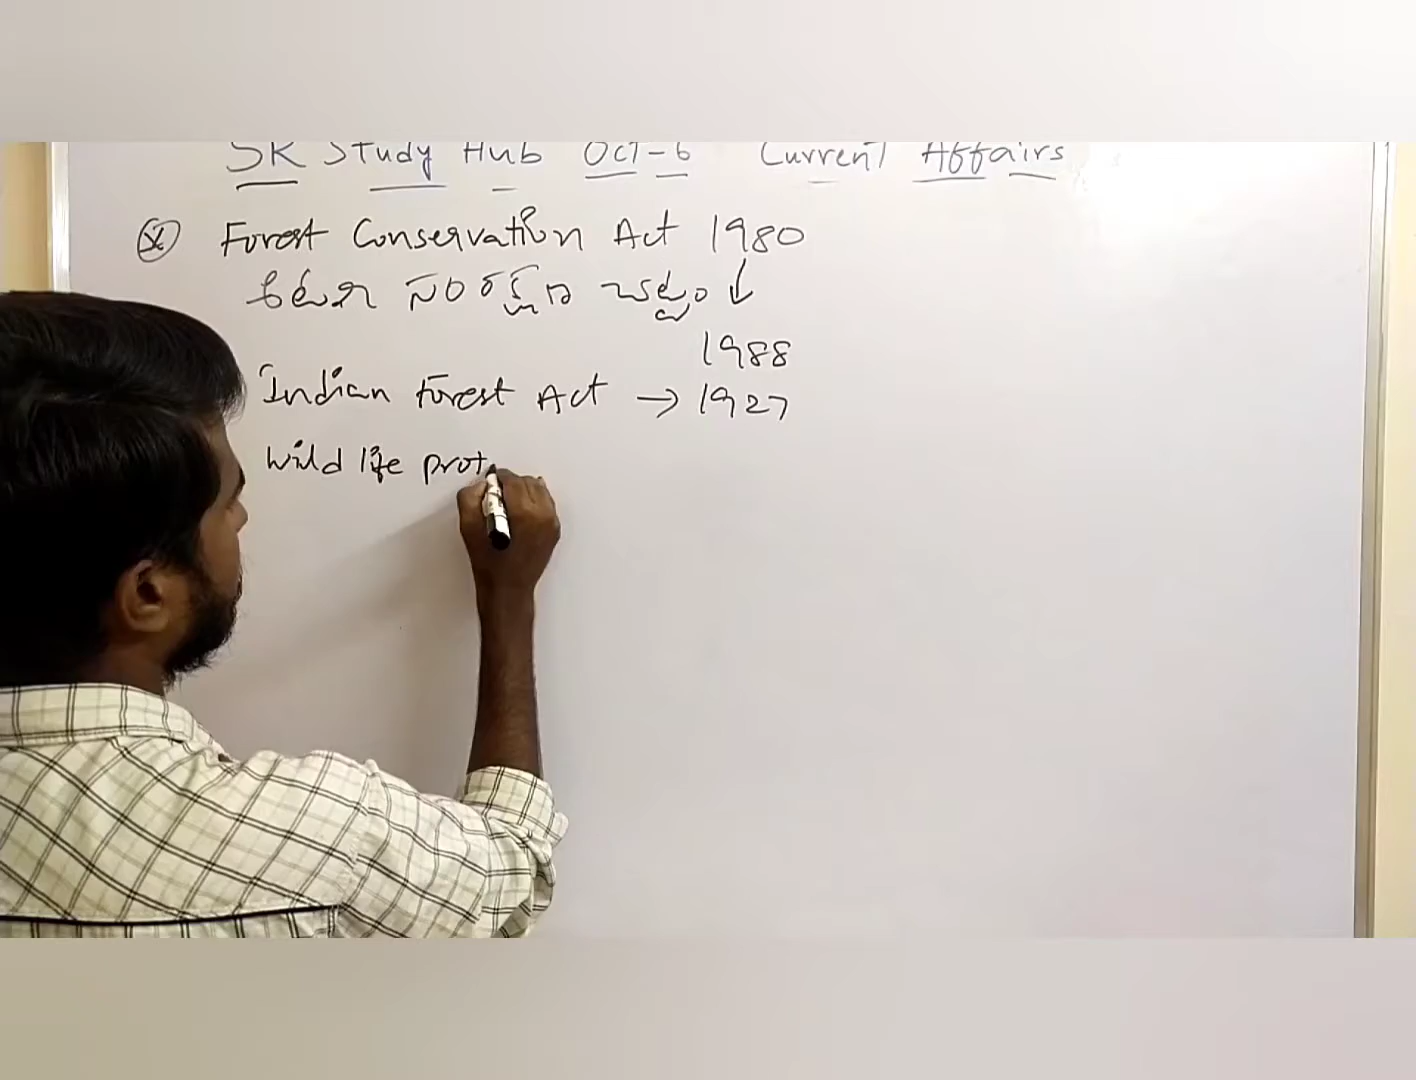 SK Study Hub Oct-6 Current Affairs
Forest Conservation Act 1980
అటవీ సంరక్షణ చట్టం ↓
1988
Indian Forest Act → 1927
Wild life prot